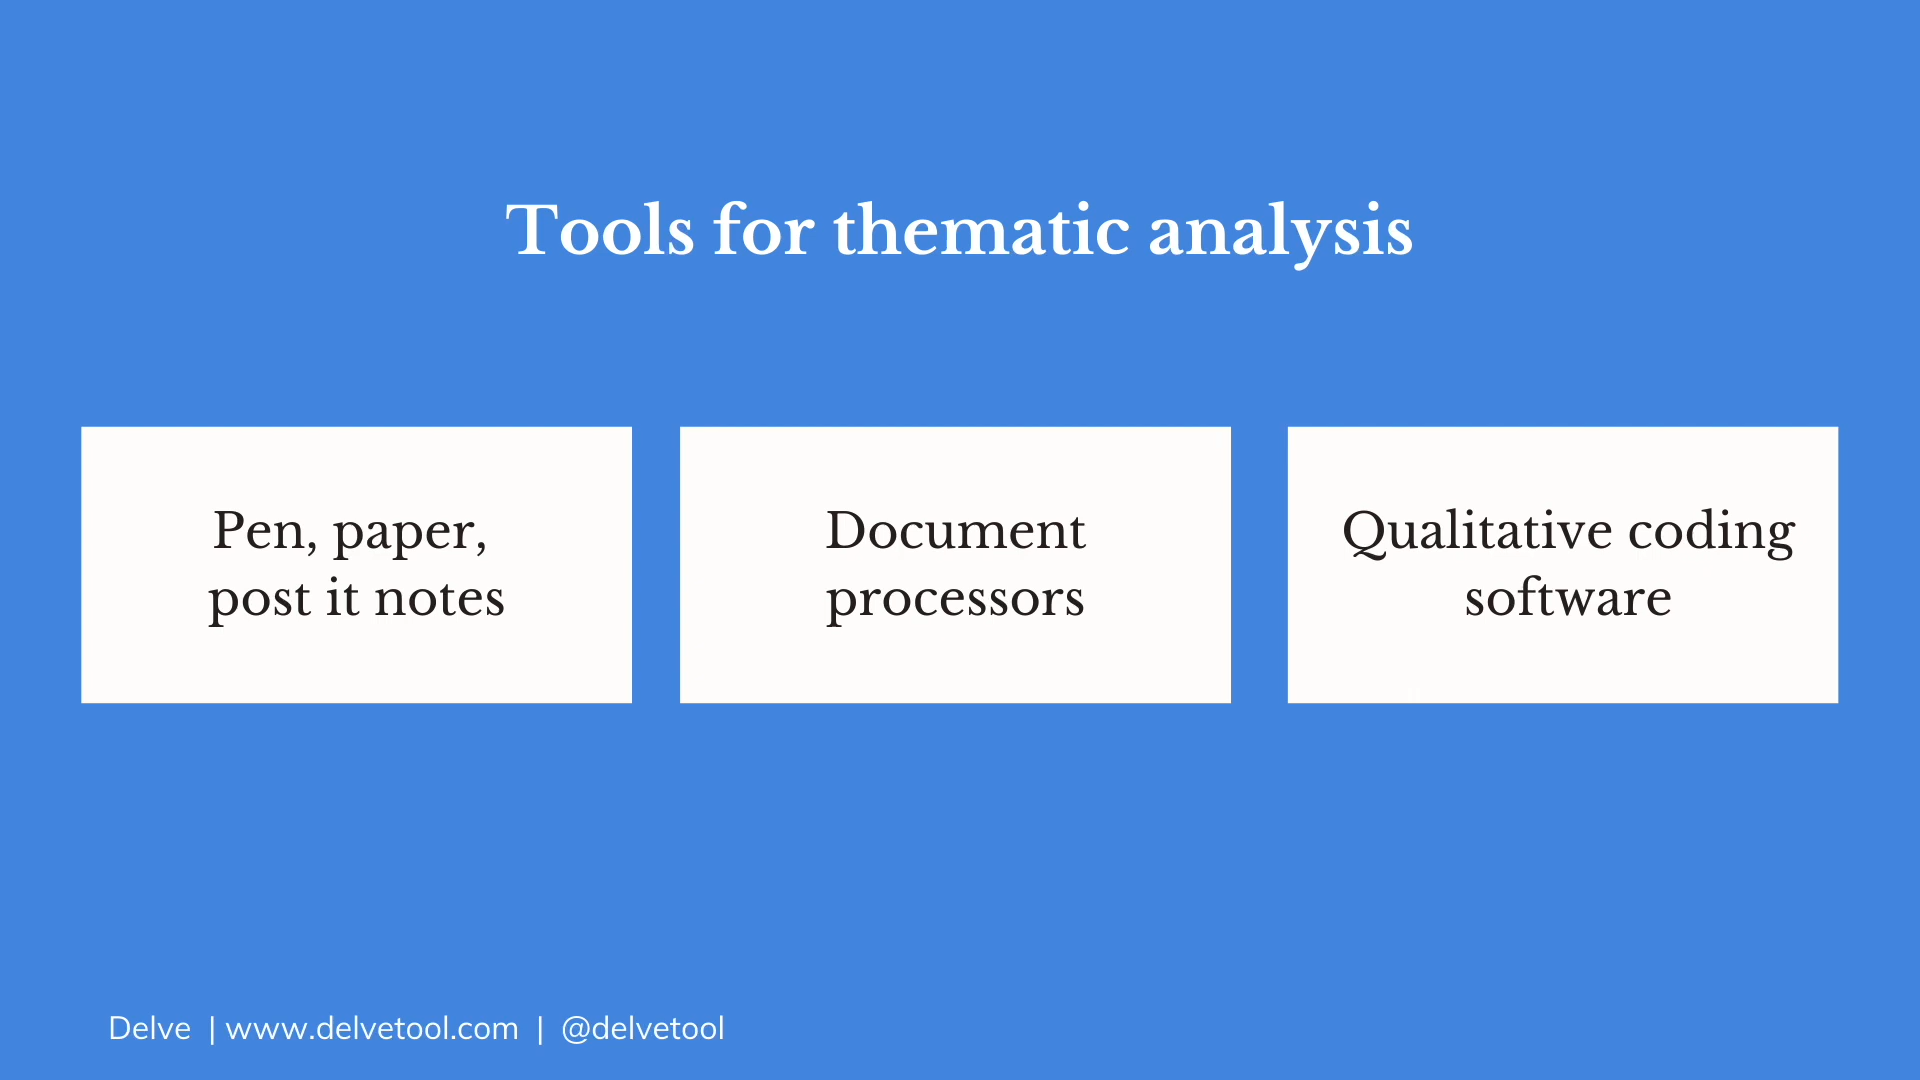 Tools for thematic analysis
Pen, paper,
post it notes
Document
processors
Qualitative coding
software
Delve | www.delvetool.com | @delvetool